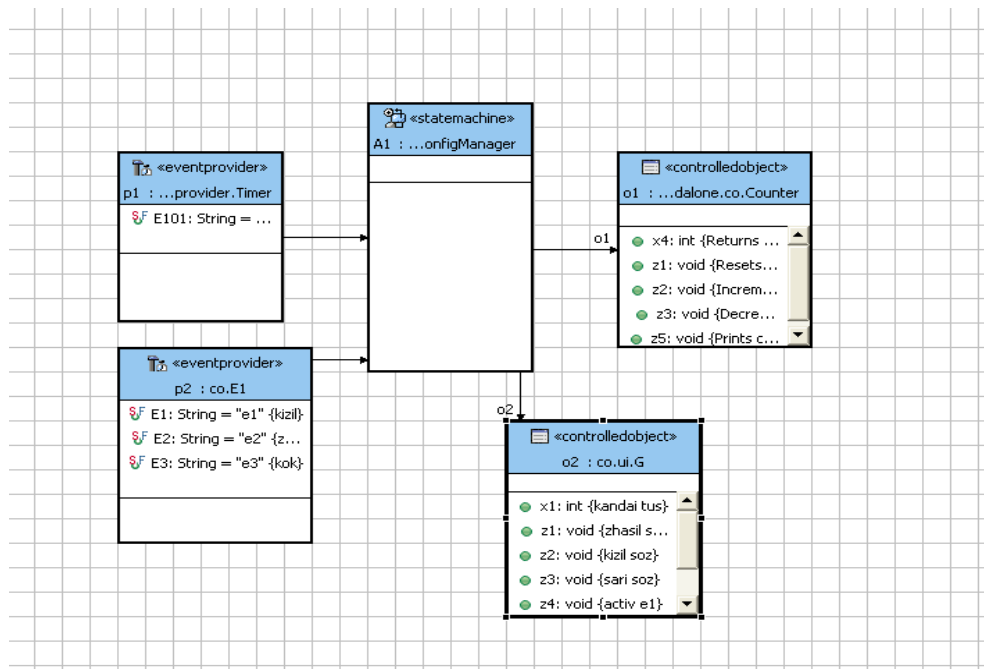 «statemachine»
A1 : ...onfigManager
«eventprovider»
p1 : ...provider.Timer
E101: String = ...
«controlledobject»
o1 : ...dalone.co.Counter
x4: int {Returns ...
z1: void {Resets...
z2: void {Increm...
z3: void {Decre...
z5: void {Prints c...
o1
«eventprovider»
p2 : co.E1
E1: String = "e1" {kizil}
E2: String = "e2" {z...
E3: String = "e3" {kok}
o2
«controlledobject»
o2 : co.ui.G
x1: int {kandai tus}
z1: void {zhasil s...
z2: void {kizil soz}
z3: void {sari soz}
z4: void {activ e1}